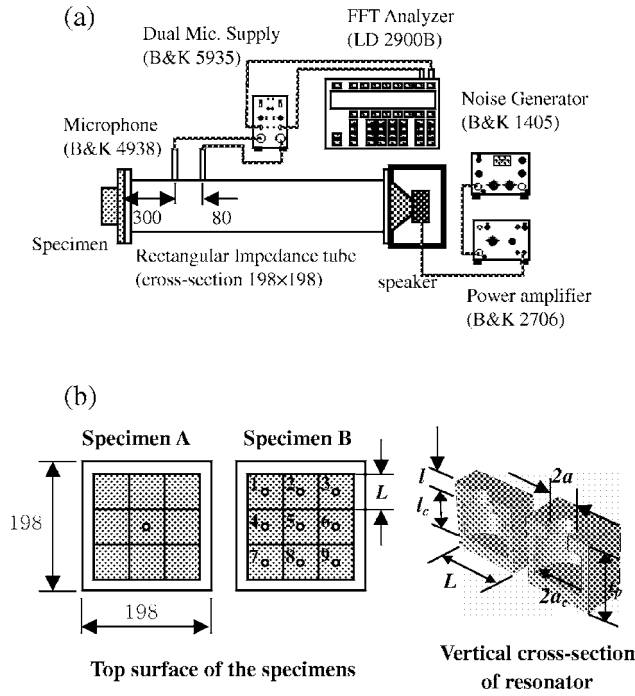 (a)
Dual Mic. Supply
(B&K 5935)
FFT Analyzer
(LD 2900B)
Noise Generator
(B&K 1405)
Microphone
(B&K 4938)
300
80
Specimen
Rectangular Impedance tube
(cross-section 198×198)
speaker
Power amplifier
(B&K 2706)
(b)
Specimen A
Specimen B
1 2 3
4 5 6
7 8 9
L
198
198
l
l_c
L
2a
2a_c
Top surface of the specimens
Vertical cross-section
of resonator